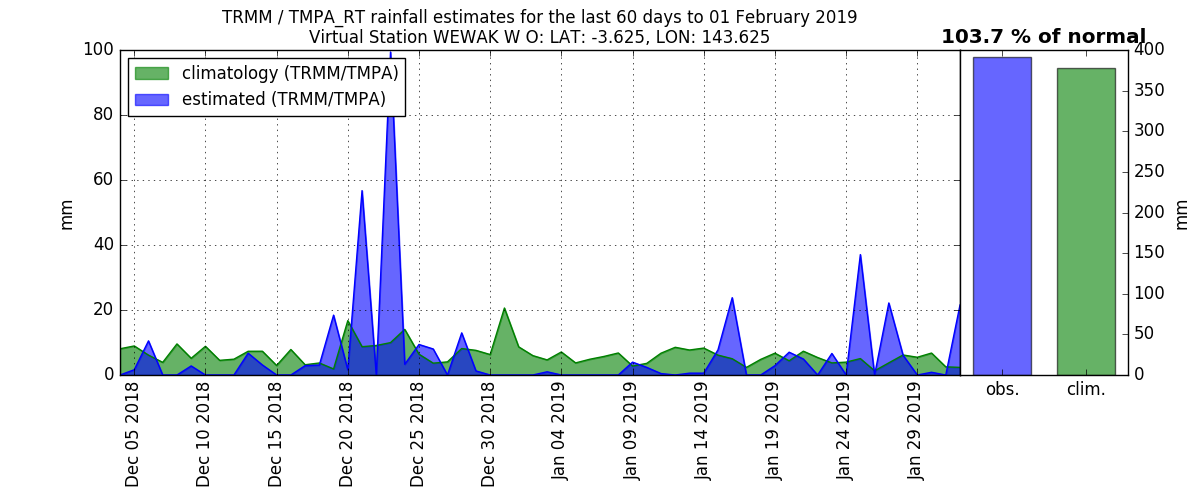 TRMM / TMPA_RT rainfall estimates for the last 60 days to 01 February 2019
Virtual Station WEWAK W O: LAT: -3.625, LON: 143.625
103.7 % of normal
climatology (TRMM/TMPA)
estimated (TRMM/TMPA)
100
80
60
40
20
0
mm
400
350
300
250
200
150
100
50
0
mm
obs.
clim.
Dec 05 2018
Dec 10 2018
Dec 15 2018
Dec 20 2018
Dec 25 2018
Dec 30 2018
Jan 04 2019
Jan 09 2019
Jan 14 2019
Jan 19 2019
Jan 24 2019
Jan 29 2019